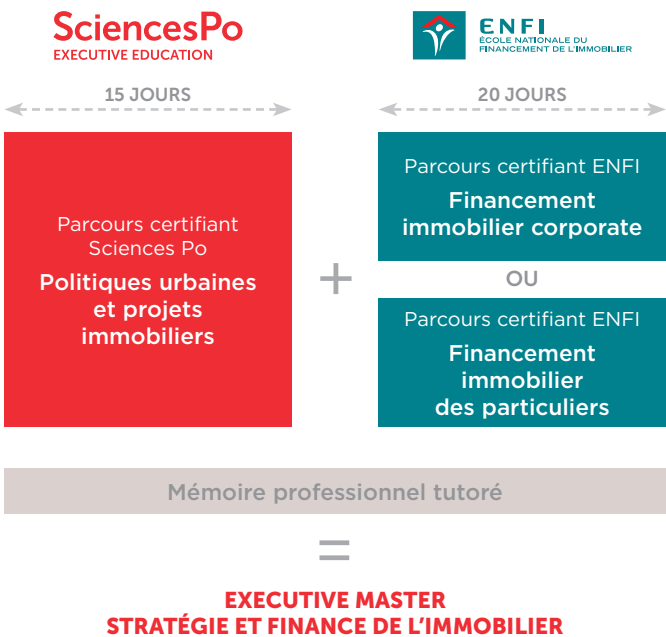 SciencesPo
EXECUTIVE EDUCATION
ENFI
ÉCOLE NATIONALE DU
FINANCEMENT DE L'IMMOBILIER
15 JOURS
20 JOURS
Parcours certifiant
Sciences Po
Politiques urbaines
et projets
immobiliers
+
Parcours certifiant ENFI
Financement
immobilier corporate
OU
Parcours certifiant ENFI
Financement
immobilier
des particuliers
Mémoire professionnel tutoré
=
EXECUTIVE MASTER
STRATÉGIE ET FINANCE DE L'IMMOBILIER